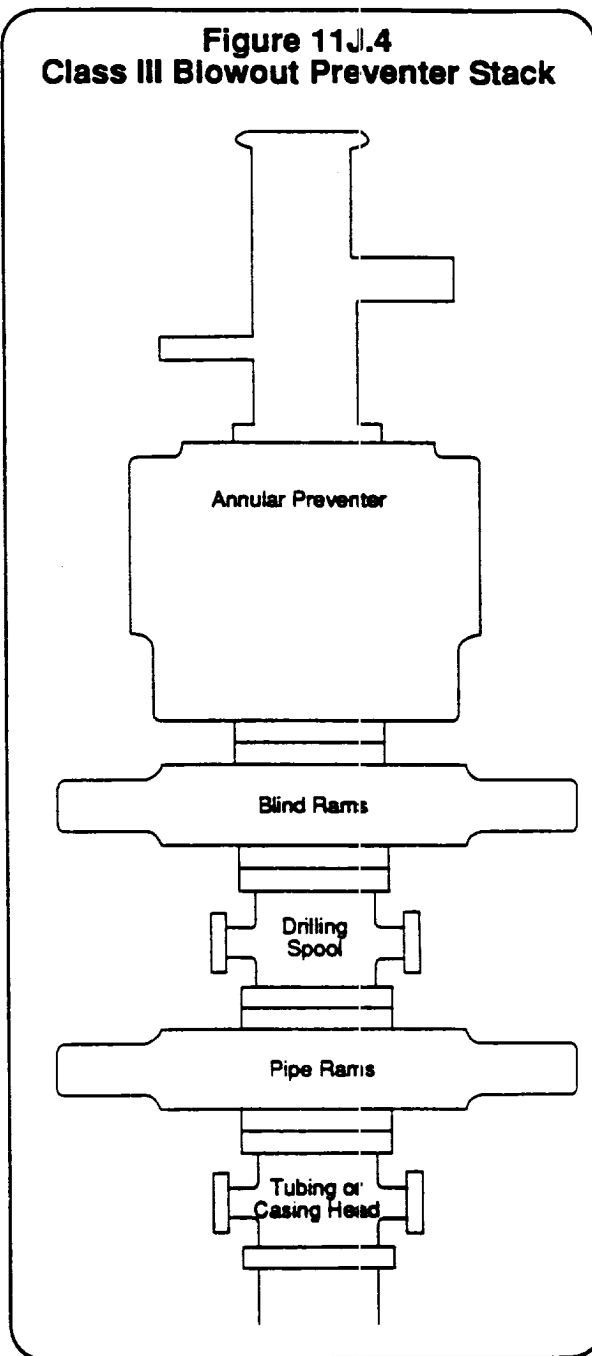 Figure 11J.4
Class III Blowout Preventer Stack
Annular Preventer
Blind Rams
Drilling
Spool
Pipe Rams
Tubing or
Casing Head